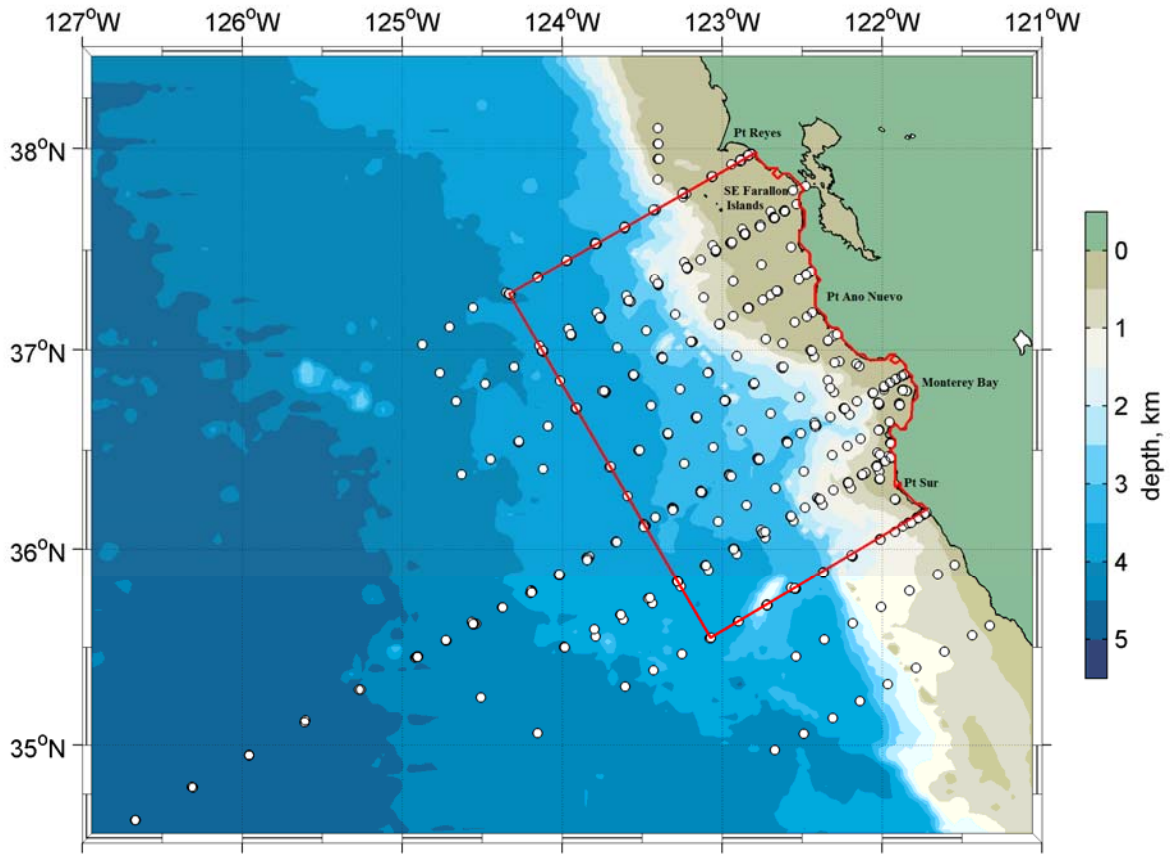 127°W 126°W 125°W 124°W 123°W 122°W 121°W
38°N
37°N
36°N
35°N
Pt Reyes
SE Farallon
Islands
Pt Ano Nuevo
Monterey Bay
Pt Sur
0
1
2
3
4
5
depth, km